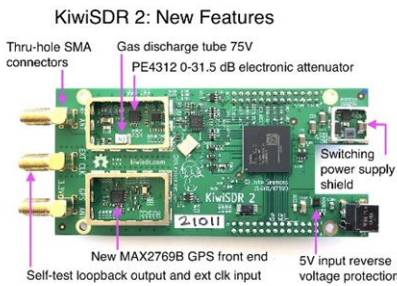 KiwiSDR 2: New Features
Thru-hole SMA
connectors
Gas discharge tube 75V
PE4312 0-31.5 dB electronic attenuator
EXT CLK
kiwisdr.com
KiwiSDR 2
21011
Switching
power supply
shield
New MAX2769B GPS front end
Self-test loopback output and ext clk input
5V input reverse
voltage protection